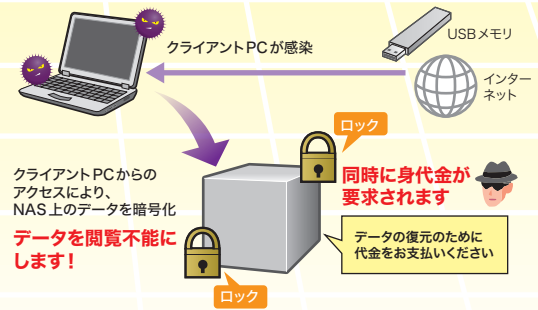 クライアントPCが感染
USBメモリ
インター
ネット
ロック
クライアントPCからの
アクセスにより、
NAS上のデータを暗号化
データを閲覧不能に
します！
同時に身代金が
要求されます
データの復元のために
代金をお支払いください
ロック